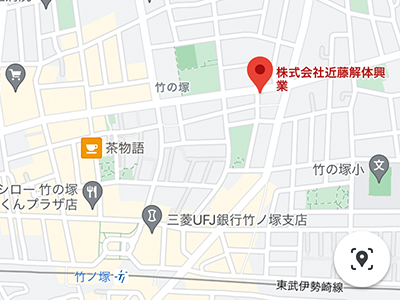 株式会社近藤解体興
業
竹の塚
茶物語
竹の塚小
文
シロー 竹の塚
くんプラザ店
三菱UFJ銀行竹ノ塚支店
竹ノ塚
東武伊勢崎線